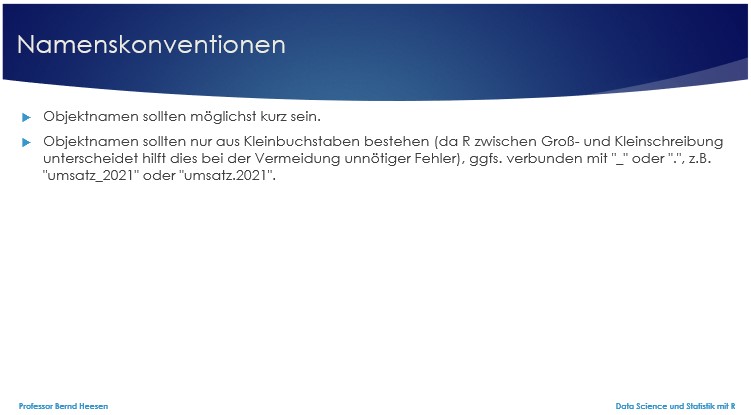 Namenskonventionen
Objektnamen sollten möglichst kurz sein.
Objektnamen sollten nur aus Kleinbuchstaben bestehen (da R zwischen Groß- und Kleinschreibung
unterscheidet hilft dies bei der Vermeidung unnötiger Fehler), ggfs. verbunden mit "_" oder ".", z.B.
"umsatz_2021" oder "umsatz.2021".
Professor Bernd Heesen
Data Science und Statistik mit R